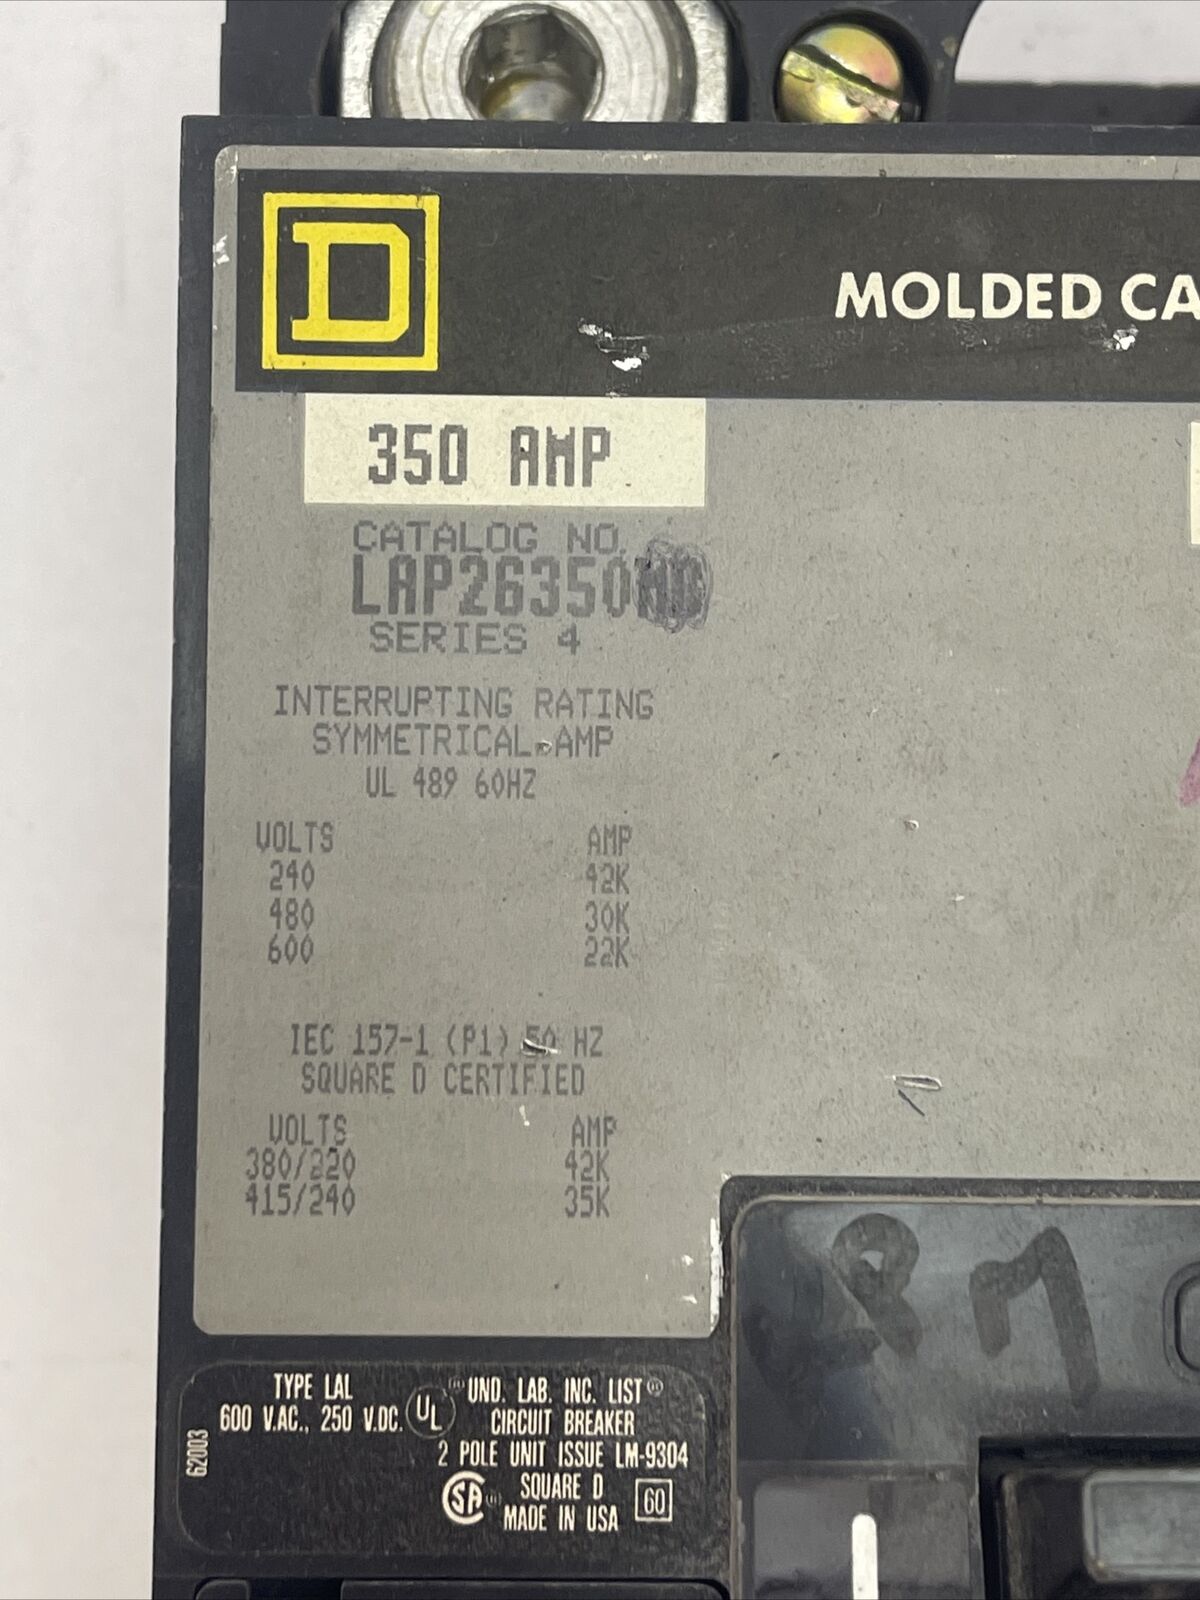 D
MOLDED CA
350 AMP
CATALOG NO.
LAP26350
SERIES 4
INTERRUPTING RATING
SYMMETRICAL AMP
UL 489 60HZ
VOLTS AMP
240 42K
480 30K
600 22K
IEC 157-1 (P1) 50 HZ
SQUARE D CERTIFIED
VOLTS AMP
380/220 42K
415/240 35K
TYPE LAL
600 V.AC., 250 V.DC.
62003
UL
UND. LAB. INC. LIST
CIRCUIT BREAKER
2 POLE UNIT ISSUE LM-9304
SA
SQUARE D
MADE IN USA
60